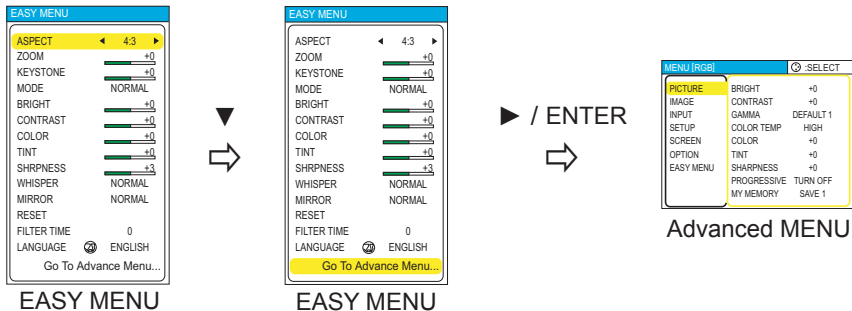 EASY MENU
ASPECT ◄ 4:3 ►
ZOOM +0
KEYSTONE +0
MODE NORMAL
BRIGHT +0
CONTRAST +0
COLOR +0
TINT +0
SHRPNESS +3
WHISPER NORMAL
MIRROR NORMAL
RESET
FILTER TIME 0
LANGUAGE ENGLISH
Go To Advance Menu...
EASY MENU
▼
EASY MENU
ASPECT ◄ 4:3 ►
ZOOM +0
KEYSTONE +0
MODE NORMAL
BRIGHT +0
CONTRAST +0
COLOR +0
TINT +0
SHRPNESS +3
WHISPER NORMAL
MIRROR NORMAL
RESET
FILTER TIME 0
LANGUAGE ENGLISH
Go To Advance Menu...
EASY MENU
► / ENTER
MENU [RGB] :SELECT
PICTURE BRIGHT +0
IMAGE CONTRAST +0
INPUT GAMMA DEFAULT 1
SETUP COLOR TEMP HIGH
SCREEN COLOR +0
OPTION TINT +0
EASY MENU SHARPNESS +0
PROGRESSIVE TURN OFF
MY MEMORY SAVE 1
Advanced MENU